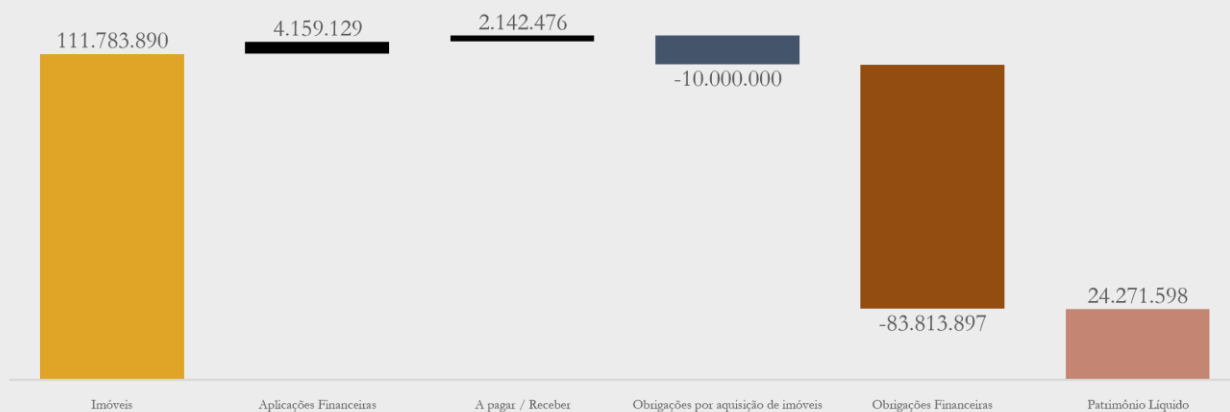 111.783.890
4.159.129
2.142.476
-10.000.000
-83.813.897
24.271.598
Imóveis
Aplicações Financeiras
A pagar / Receber
Obrigações por aquisição de imóveis
Obrigações Financeiras
Patrimônio Líquido